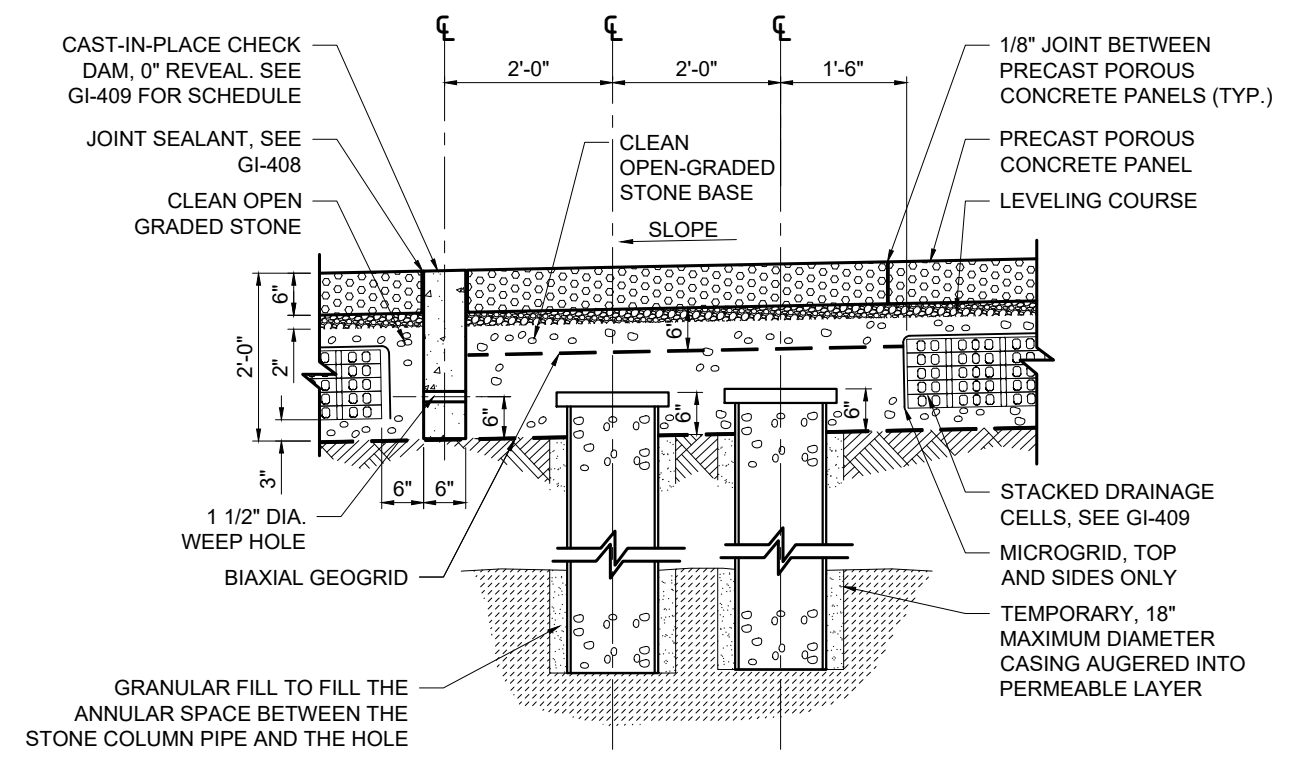 ℄ ℄ ℄
CAST-IN-PLACE CHECK
DAM, 0" REVEAL. SEE
GI-409 FOR SCHEDULE
JOINT SEALANT, SEE
GI-408
CLEAN OPEN
GRADED STONE
2'-0" 2'-0" 1'-6"
CLEAN
OPEN-GRADED
STONE BASE
SLOPE
1/8" JOINT BETWEEN
PRECAST POROUS
CONCRETE PANELS (TYP.)
PRECAST POROUS
CONCRETE PANEL
LEVELING COURSE
2'-0"
6"
2"
3"
6" 6"
6"
6"
6"
6"
1 1/2" DIA.
WEEP HOLE
BIAXIAL GEOGRID
GRANULAR FILL TO FILL THE
ANNULAR SPACE BETWEEN THE
STONE COLUMN PIPE AND THE HOLE
STACKED DRAINAGE
CELLS, SEE GI-409
MICROGRID, TOP
AND SIDES ONLY
TEMPORARY, 18"
MAXIMUM DIAMETER
CASING AUGERED INTO
PERMEABLE LAYER